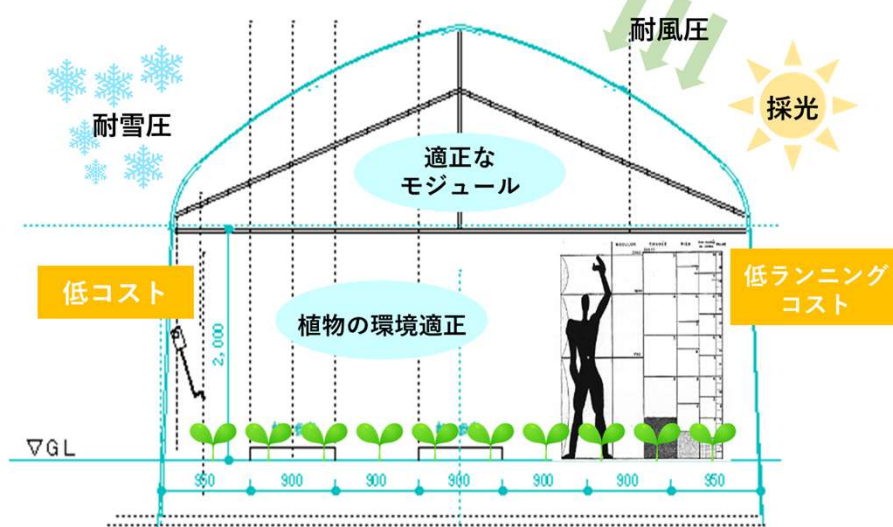 耐風圧
採光
耐雪圧
適正な
モジュール
低コスト
低ランニング
コスト
植物の環境適正
2,000
▽GL
950 900 900 900 900 900 950